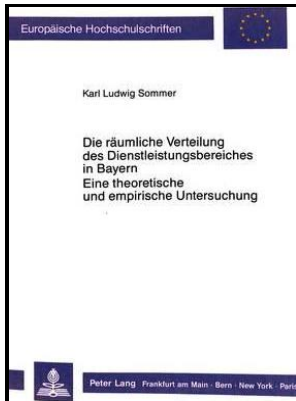 Europäische Hochschulschriften
Karl Ludwig Sommer
Die räumliche Verteilung
des Dienstleistungsbereiches
in Bayern
Eine theoretische
und empirische Untersuchung
Peter Lang Frankfurt am Main · Bern · New York · Paris